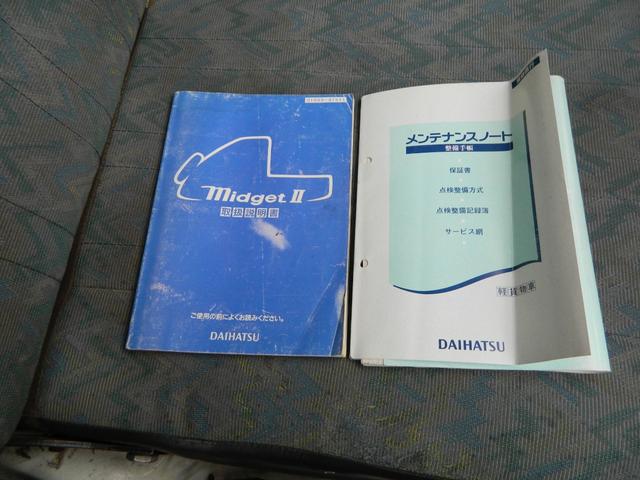 midget II
取扱説明書
ご使用の前によくお読みください。
DAIHATSU
メンテナンスノート
整備手帳
保証書
点検整備方式
点検整備記録簿
サービス網
軽貨物車
DAIHATSU